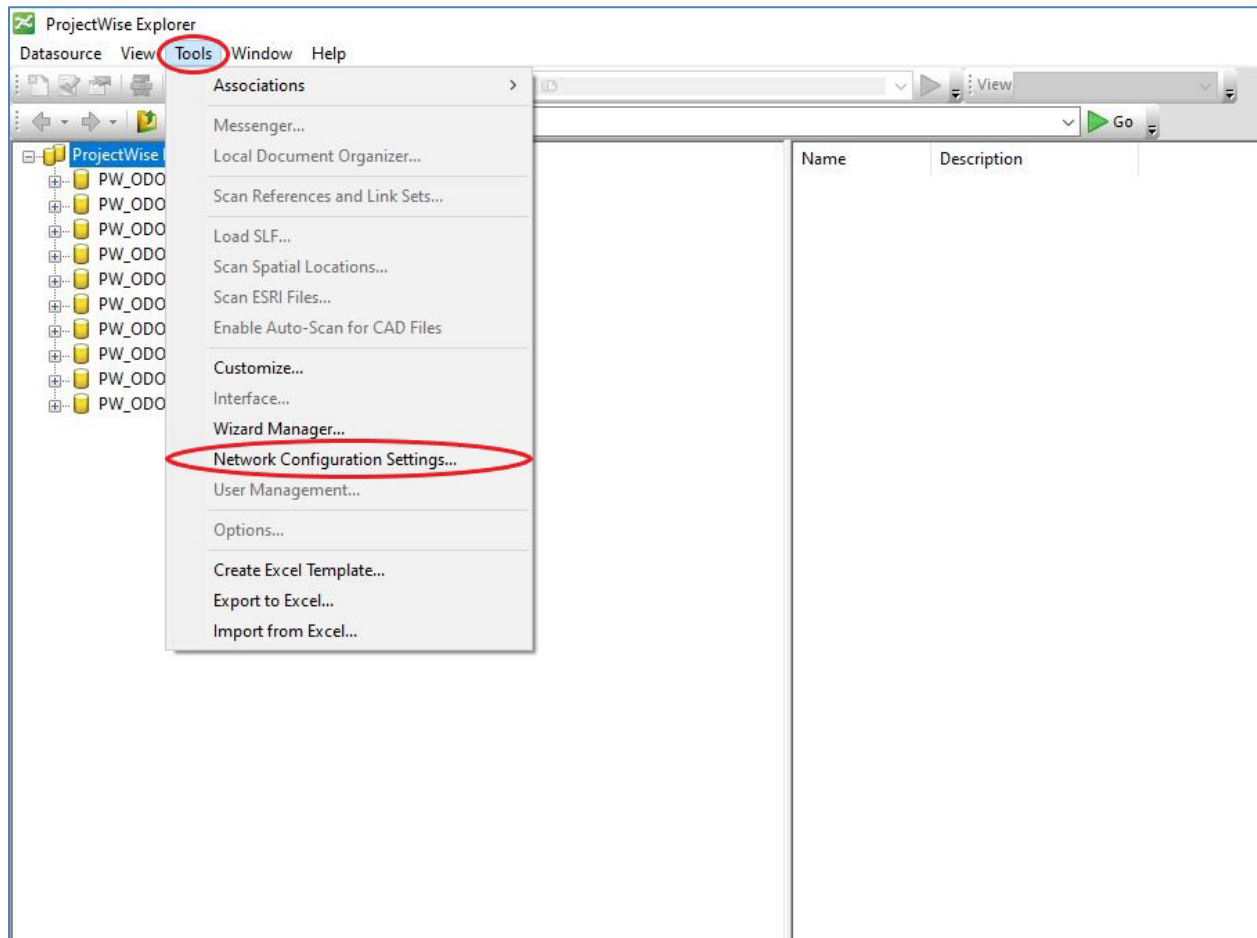 ProjectWise Explorer
Datasource View Tools Window Help
View
Go
Associations
Messenger...
Local Document Organizer...
Scan References and Link Sets...
Load SLF...
Scan Spatial Locations...
Scan ESRI Files...
Enable Auto-Scan for CAD Files
Customize...
Interface...
Wizard Manager...
Network Configuration Settings...
User Management...
Options...
Create Excel Template...
Export to Excel...
Import from Excel...
ProjectWise
PW_ODO
PW_ODO
PW_ODO
PW_ODO
PW_ODO
PW_ODO
PW_ODO
PW_ODO
PW_ODO
PW_ODO
Name Description